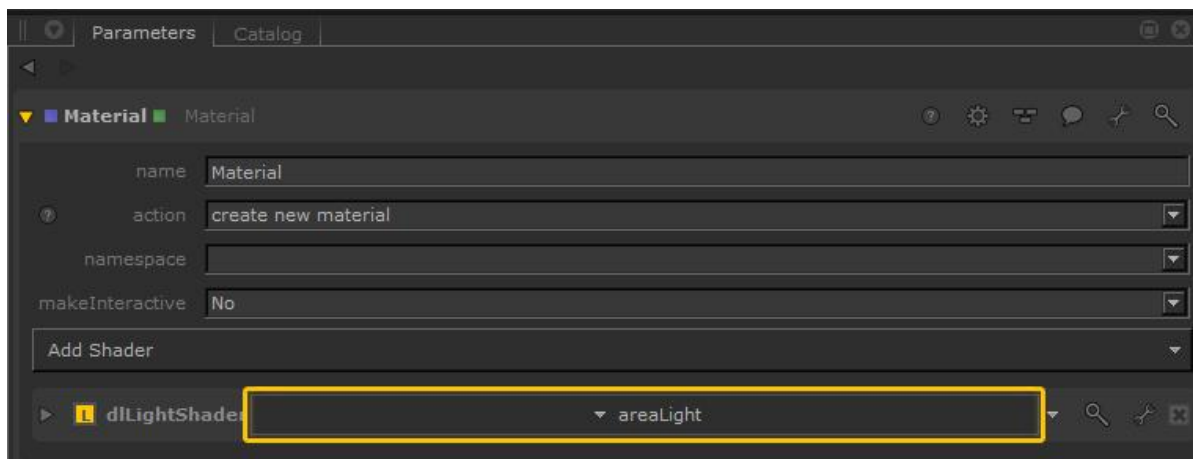 Parameters Catalog
Material Material
name Material
action create new material
namespace
makeInteractive No
Add Shader
L dlLightShader areaLight